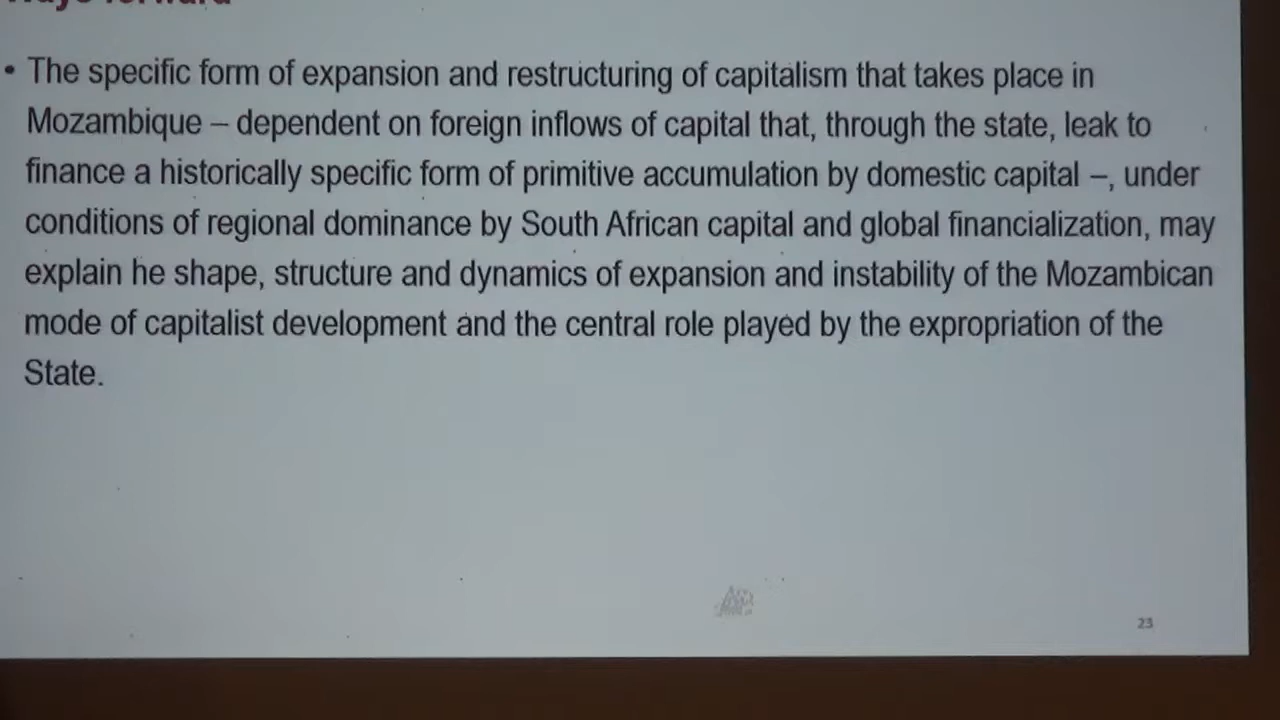 Ways forward
• The specific form of expansion and restructuring of capitalism that takes place in
Mozambique – dependent on foreign inflows of capital that, through the state, leak to
finance a historically specific form of primitive accumulation by domestic capital –, under
conditions of regional dominance by South African capital and global financialization, may
explain he shape, structure and dynamics of expansion and instability of the Mozambican
mode of capitalist development and the central role played by the expropriation of the
State.
23